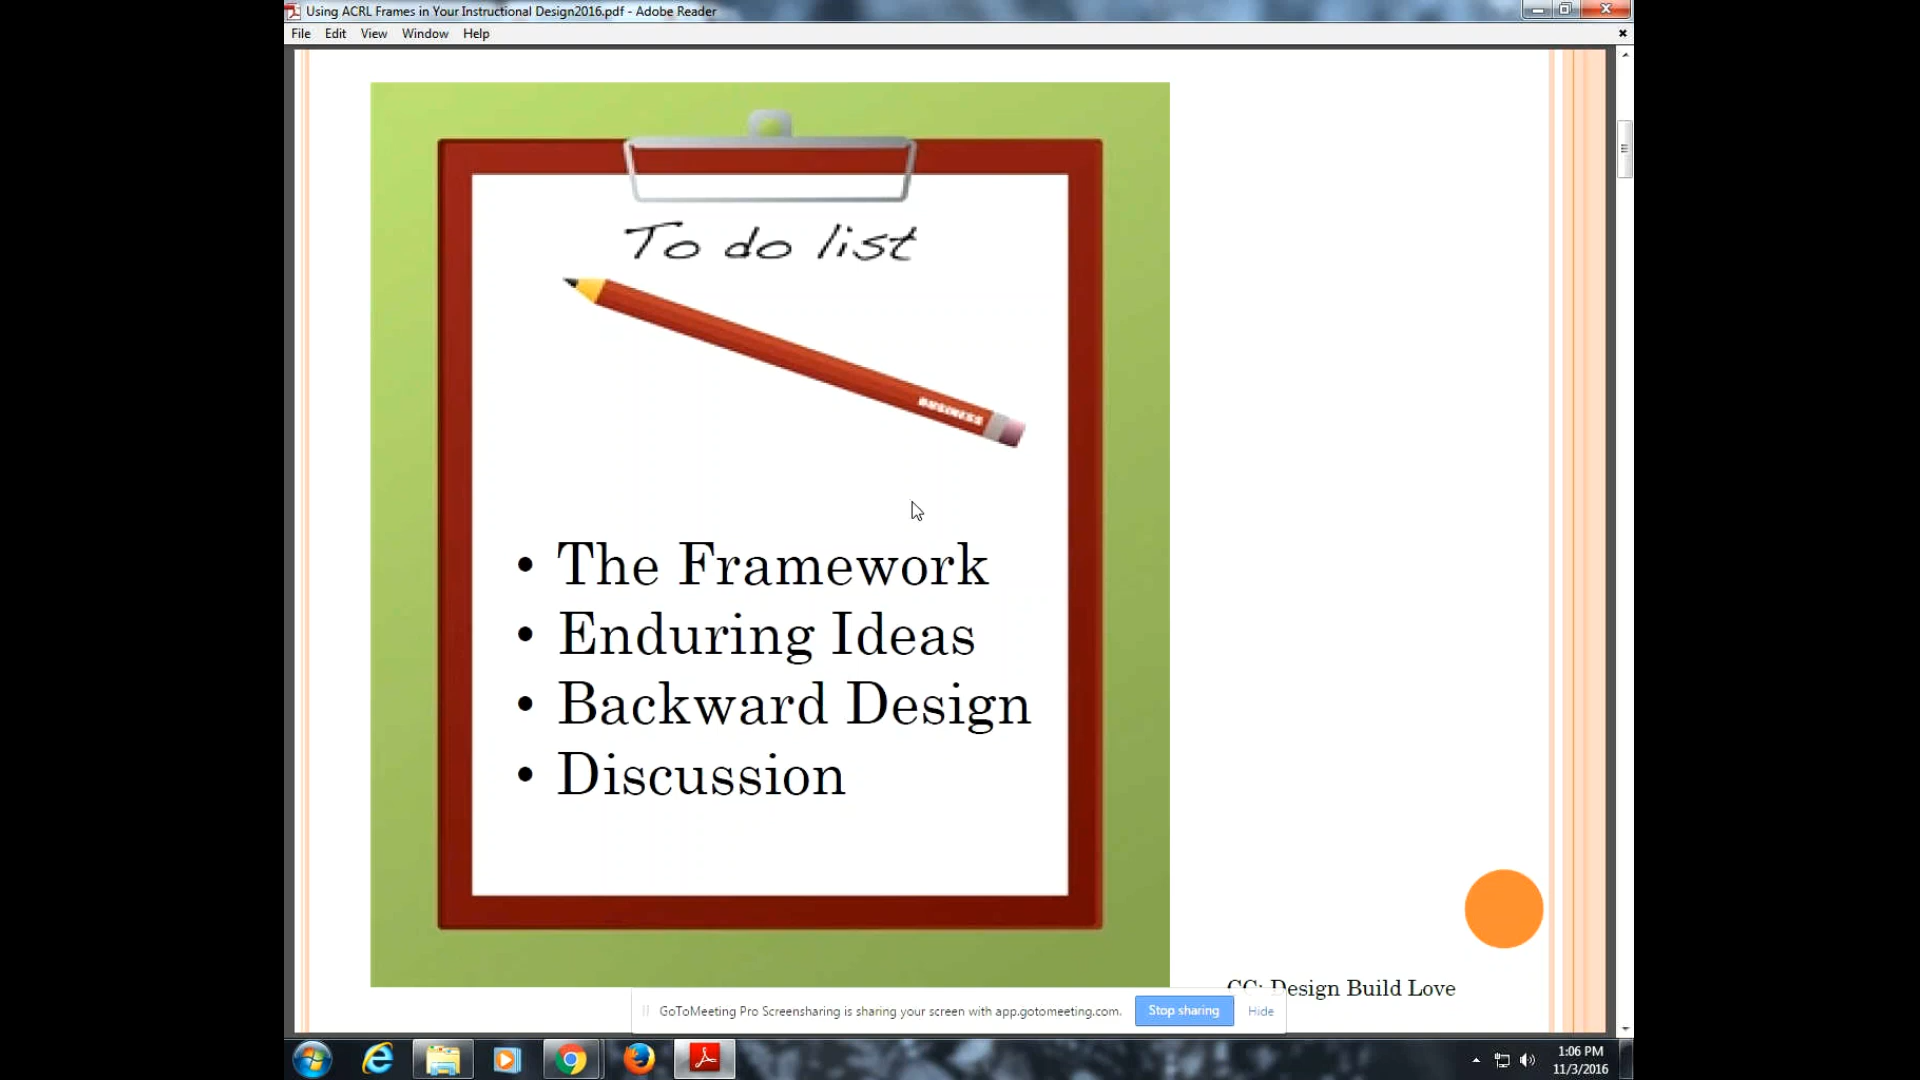 Using ACRL Frames in Your Instructional Design2016.pdf - Adobe Reader
File Edit View Window Help
To do list
BUSINESS
• The Framework
• Enduring Ideas
• Backward Design
• Discussion
CC: Design Build Love
GoToMeeting Pro Screensharing is sharing your screen with app.gotomeeting.com. Stop sharing Hide
1:06 PM
11/3/2016